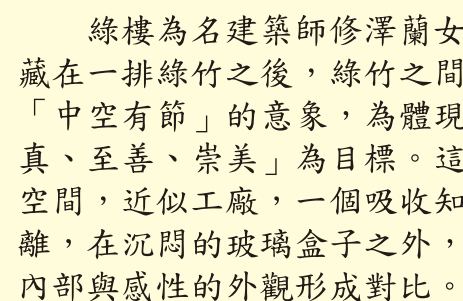 綠樓為名建築師修澤蘭女
藏在一排綠竹之後，綠竹之間
「中空有節」的意象，為體現
真、至善、崇美」為目標。這
空間，近似工廠，一個吸收知
離，在沉悶的玻璃盒子之外，
內部與感性的外觀形成對比。